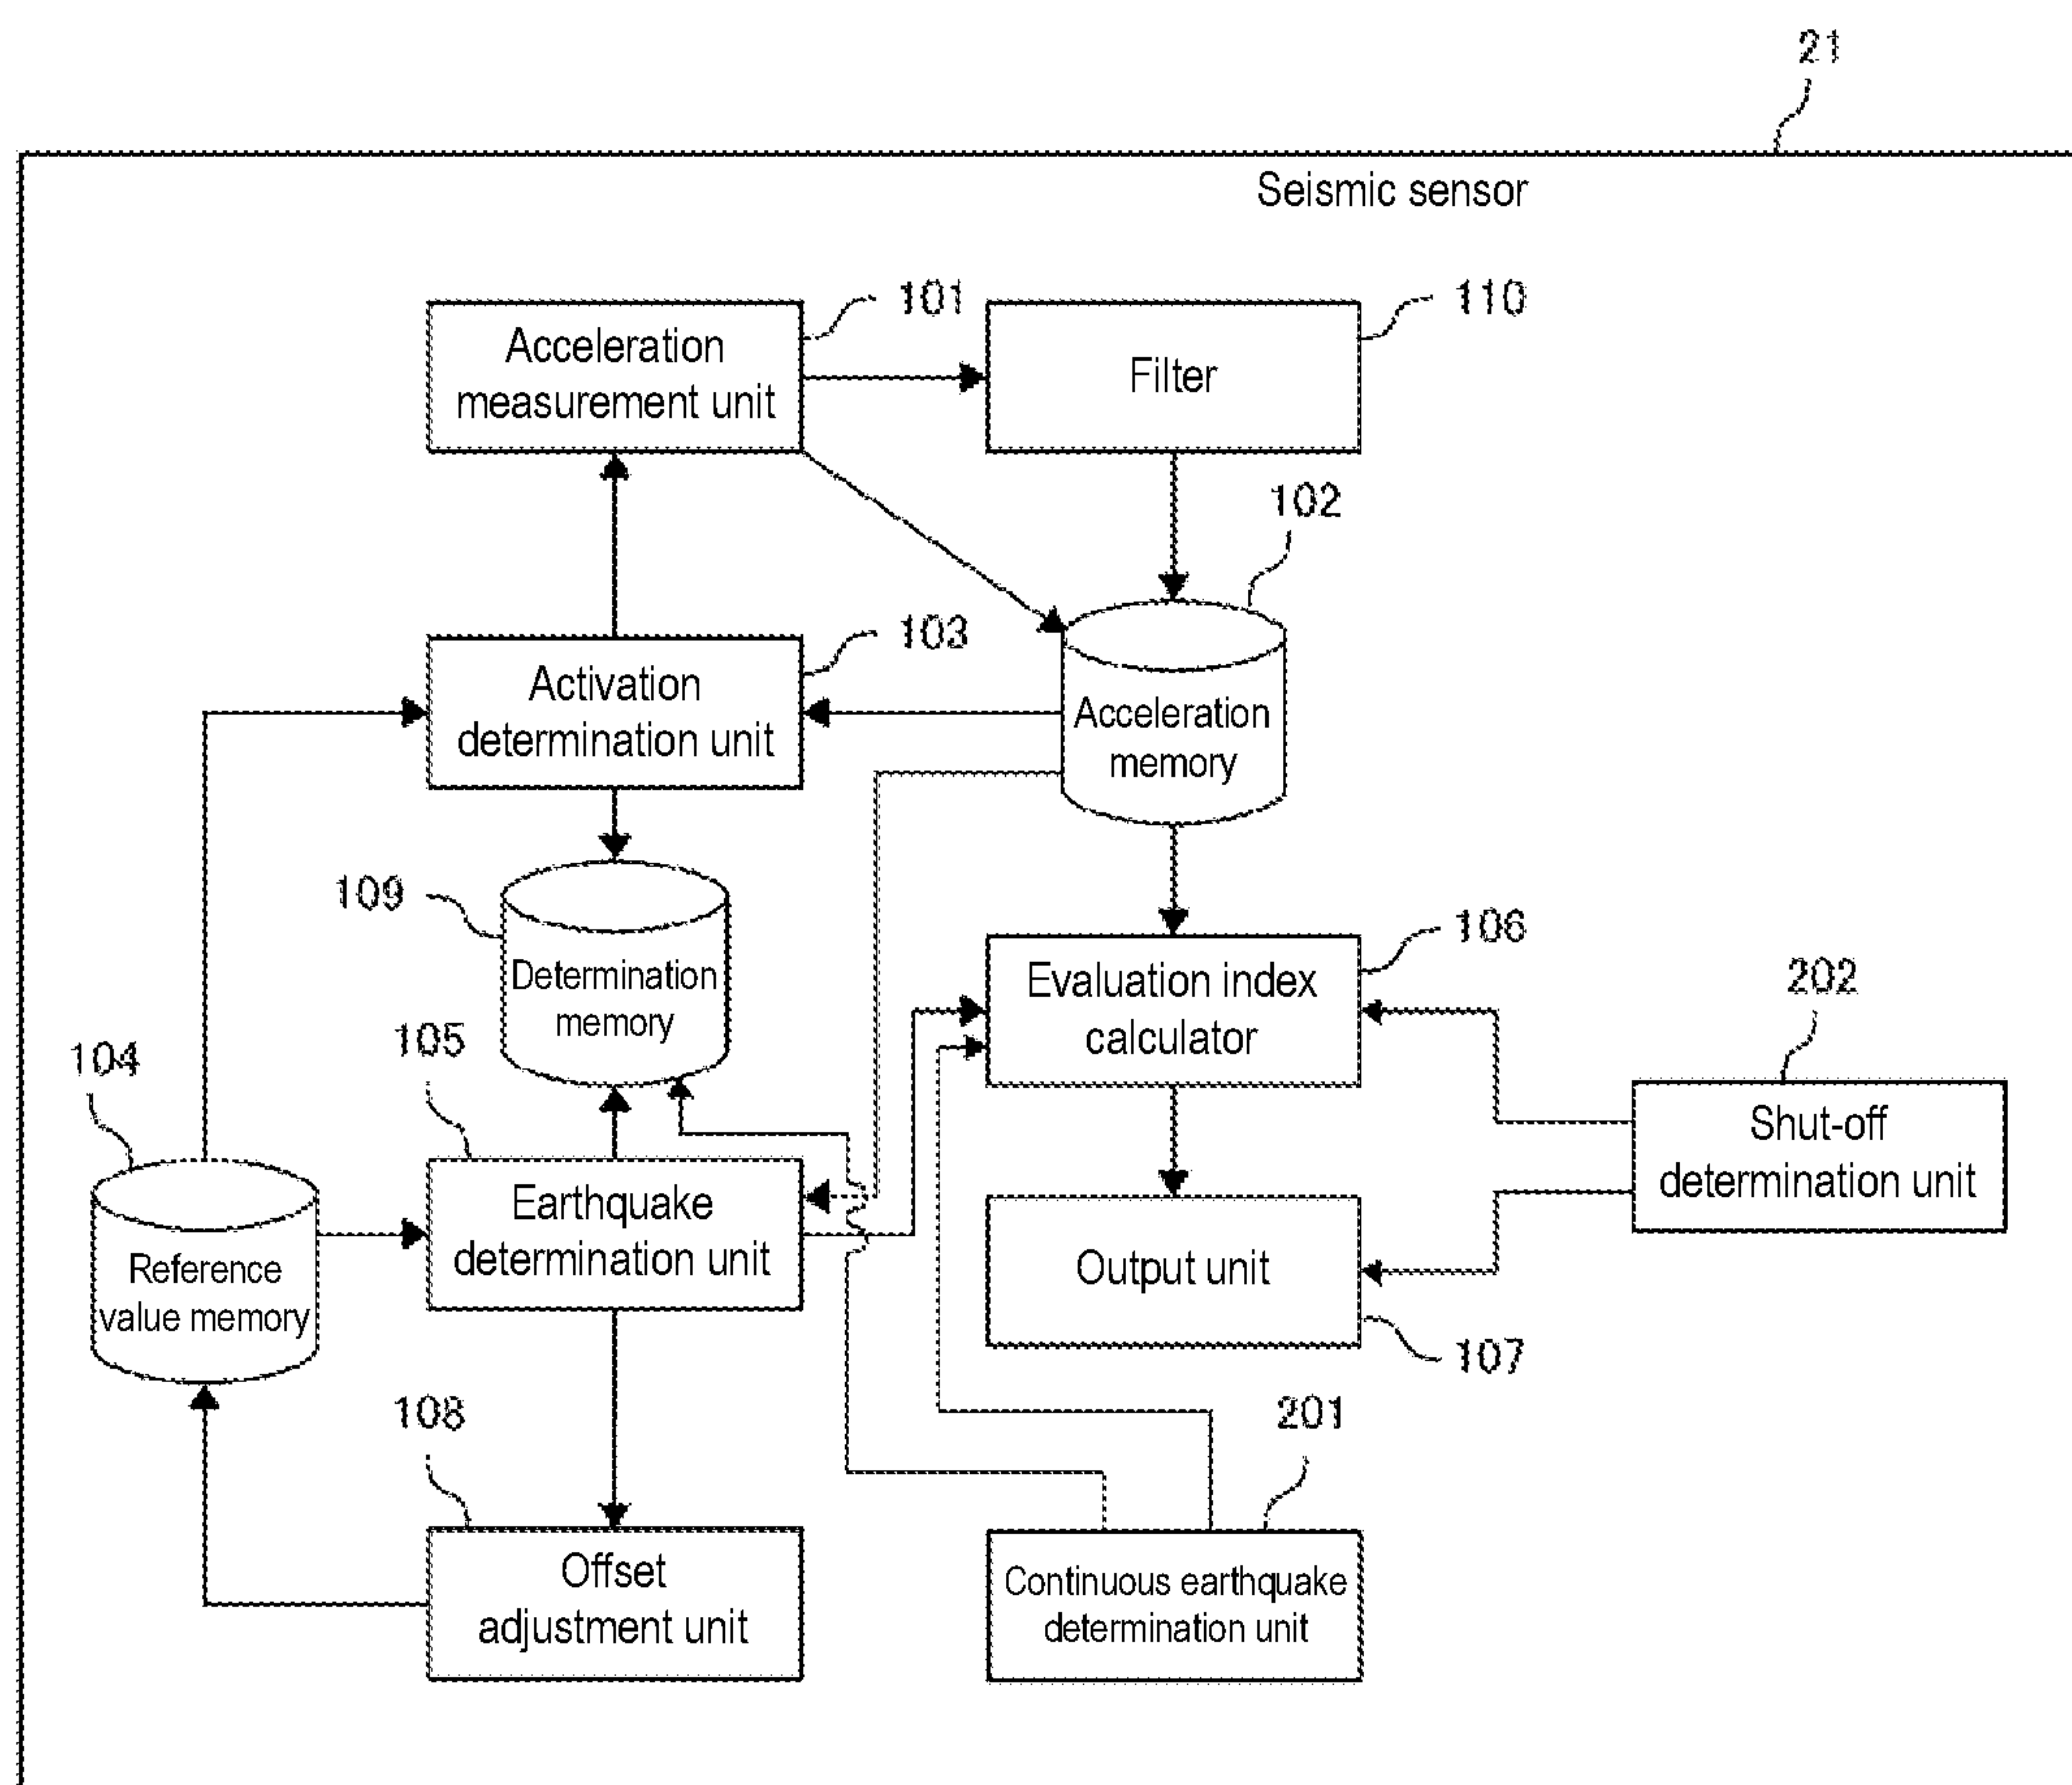 21
Seismic sensor
101
110
Acceleration
measurement unit
Filter
102
103
Activation
determination unit
Acceleration
memory
109
Determination
memory
106
Evaluation index
calculator
202
105
104
Shut-off
determination unit
Earthquake
determination unit
Reference
value memory
Output unit
107
108
201
Offset
adjustment unit
Continuous earthquake
determination unit